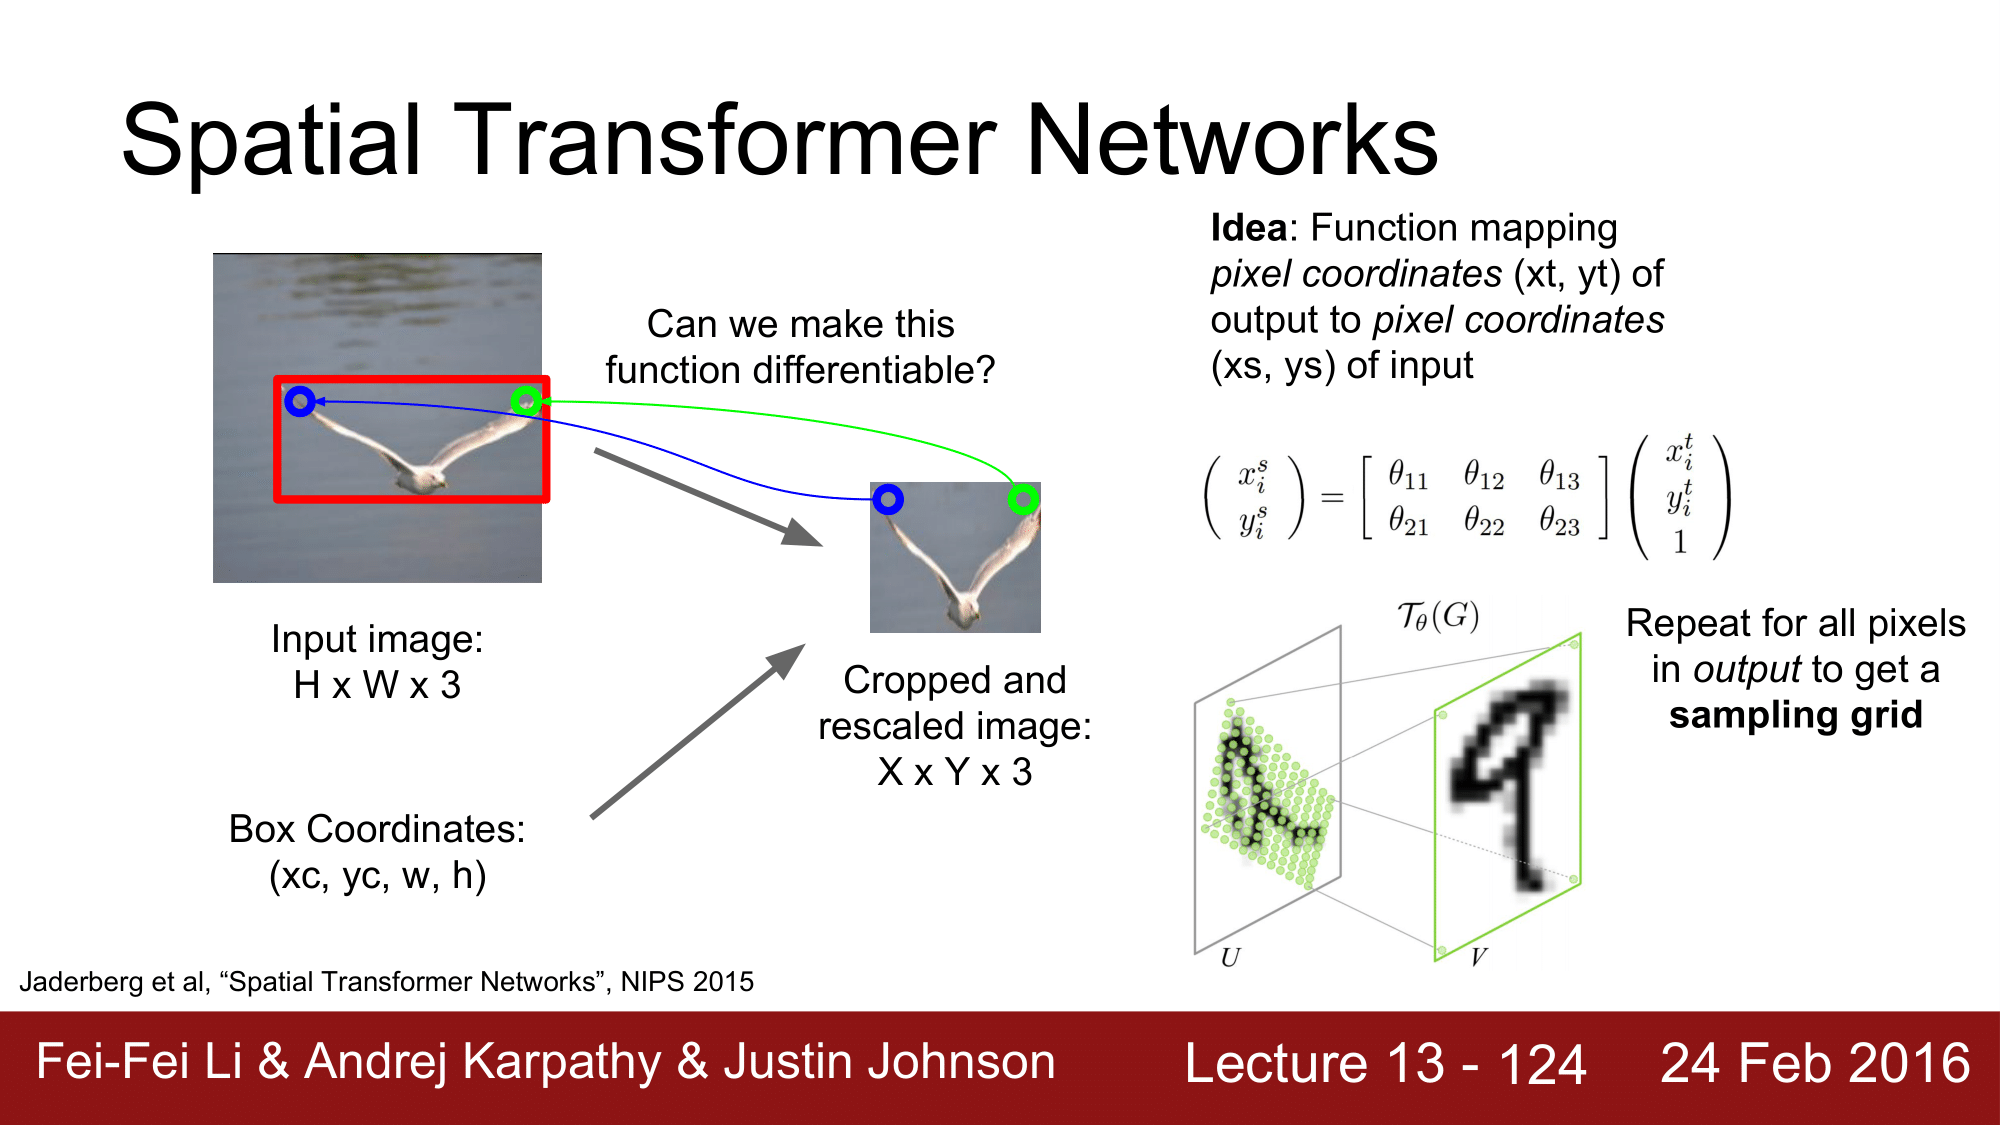 Spatial Transformer Networks
Can we make this
function differentiable?
Input image:
H x W x 3
Box Coordinates:
(xc, yc, w, h)
Cropped and
rescaled image:
X x Y x 3
Idea: Function mapping
pixel coordinates (xt, yt) of
output to pixel coordinates
(xs, ys) of input
$\begin{pmatrix} x_i^s \\ y_i^s \end{pmatrix} = \begin{bmatrix} \theta_{11} & \theta_{12} & \theta_{13} \\ \theta_{21} & \theta_{22} & \theta_{23} \end{bmatrix} \begin{pmatrix} x_i^t \\ y_i^t \\ 1 \end{pmatrix}$
$\mathcal{T}_\theta(G)$
U
V
Repeat for all pixels
in output to get a
sampling grid
Jaderberg et al, “Spatial Transformer Networks”, NIPS 2015
Fei-Fei Li & Andrej Karpathy & Justin Johnson
Lecture 13 - 124
24 Feb 2016